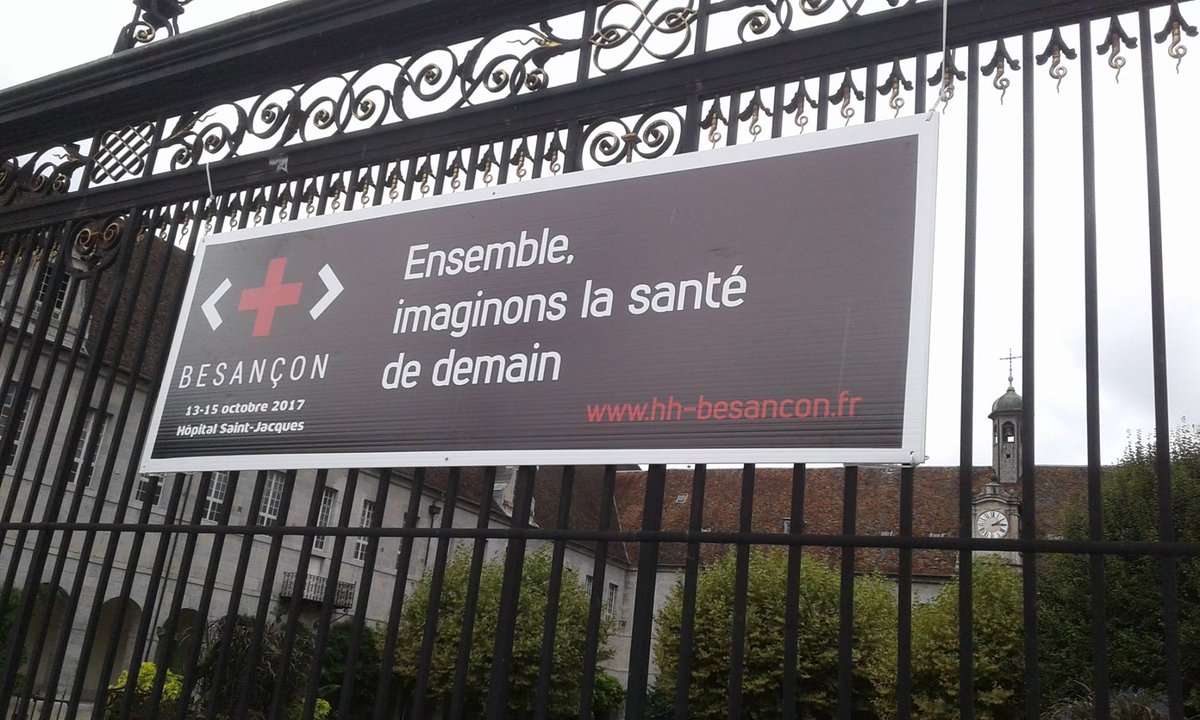 BESANÇON
13-15 octobre 2017
Hôpital Saint-Jacques
Ensemble,
imaginons la santé
de demain
www.hh-besancon.fr